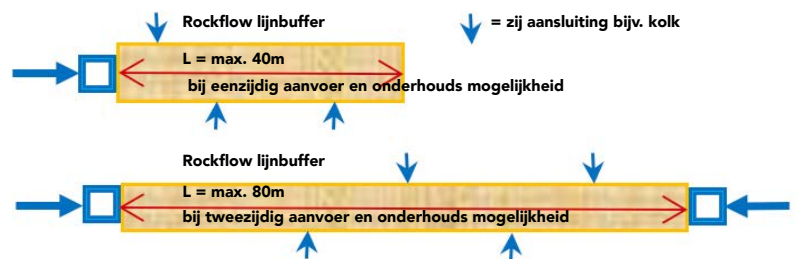 Rockflow lijnbuffer
= zij aansluiting bijv. kolk
L = max. 40m
bij eenzijdig aanvoer en onderhouds mogelijkheid
Rockflow lijnbuffer
L = max. 80m
bij tweezijdig aanvoer en onderhouds mogelijkheid